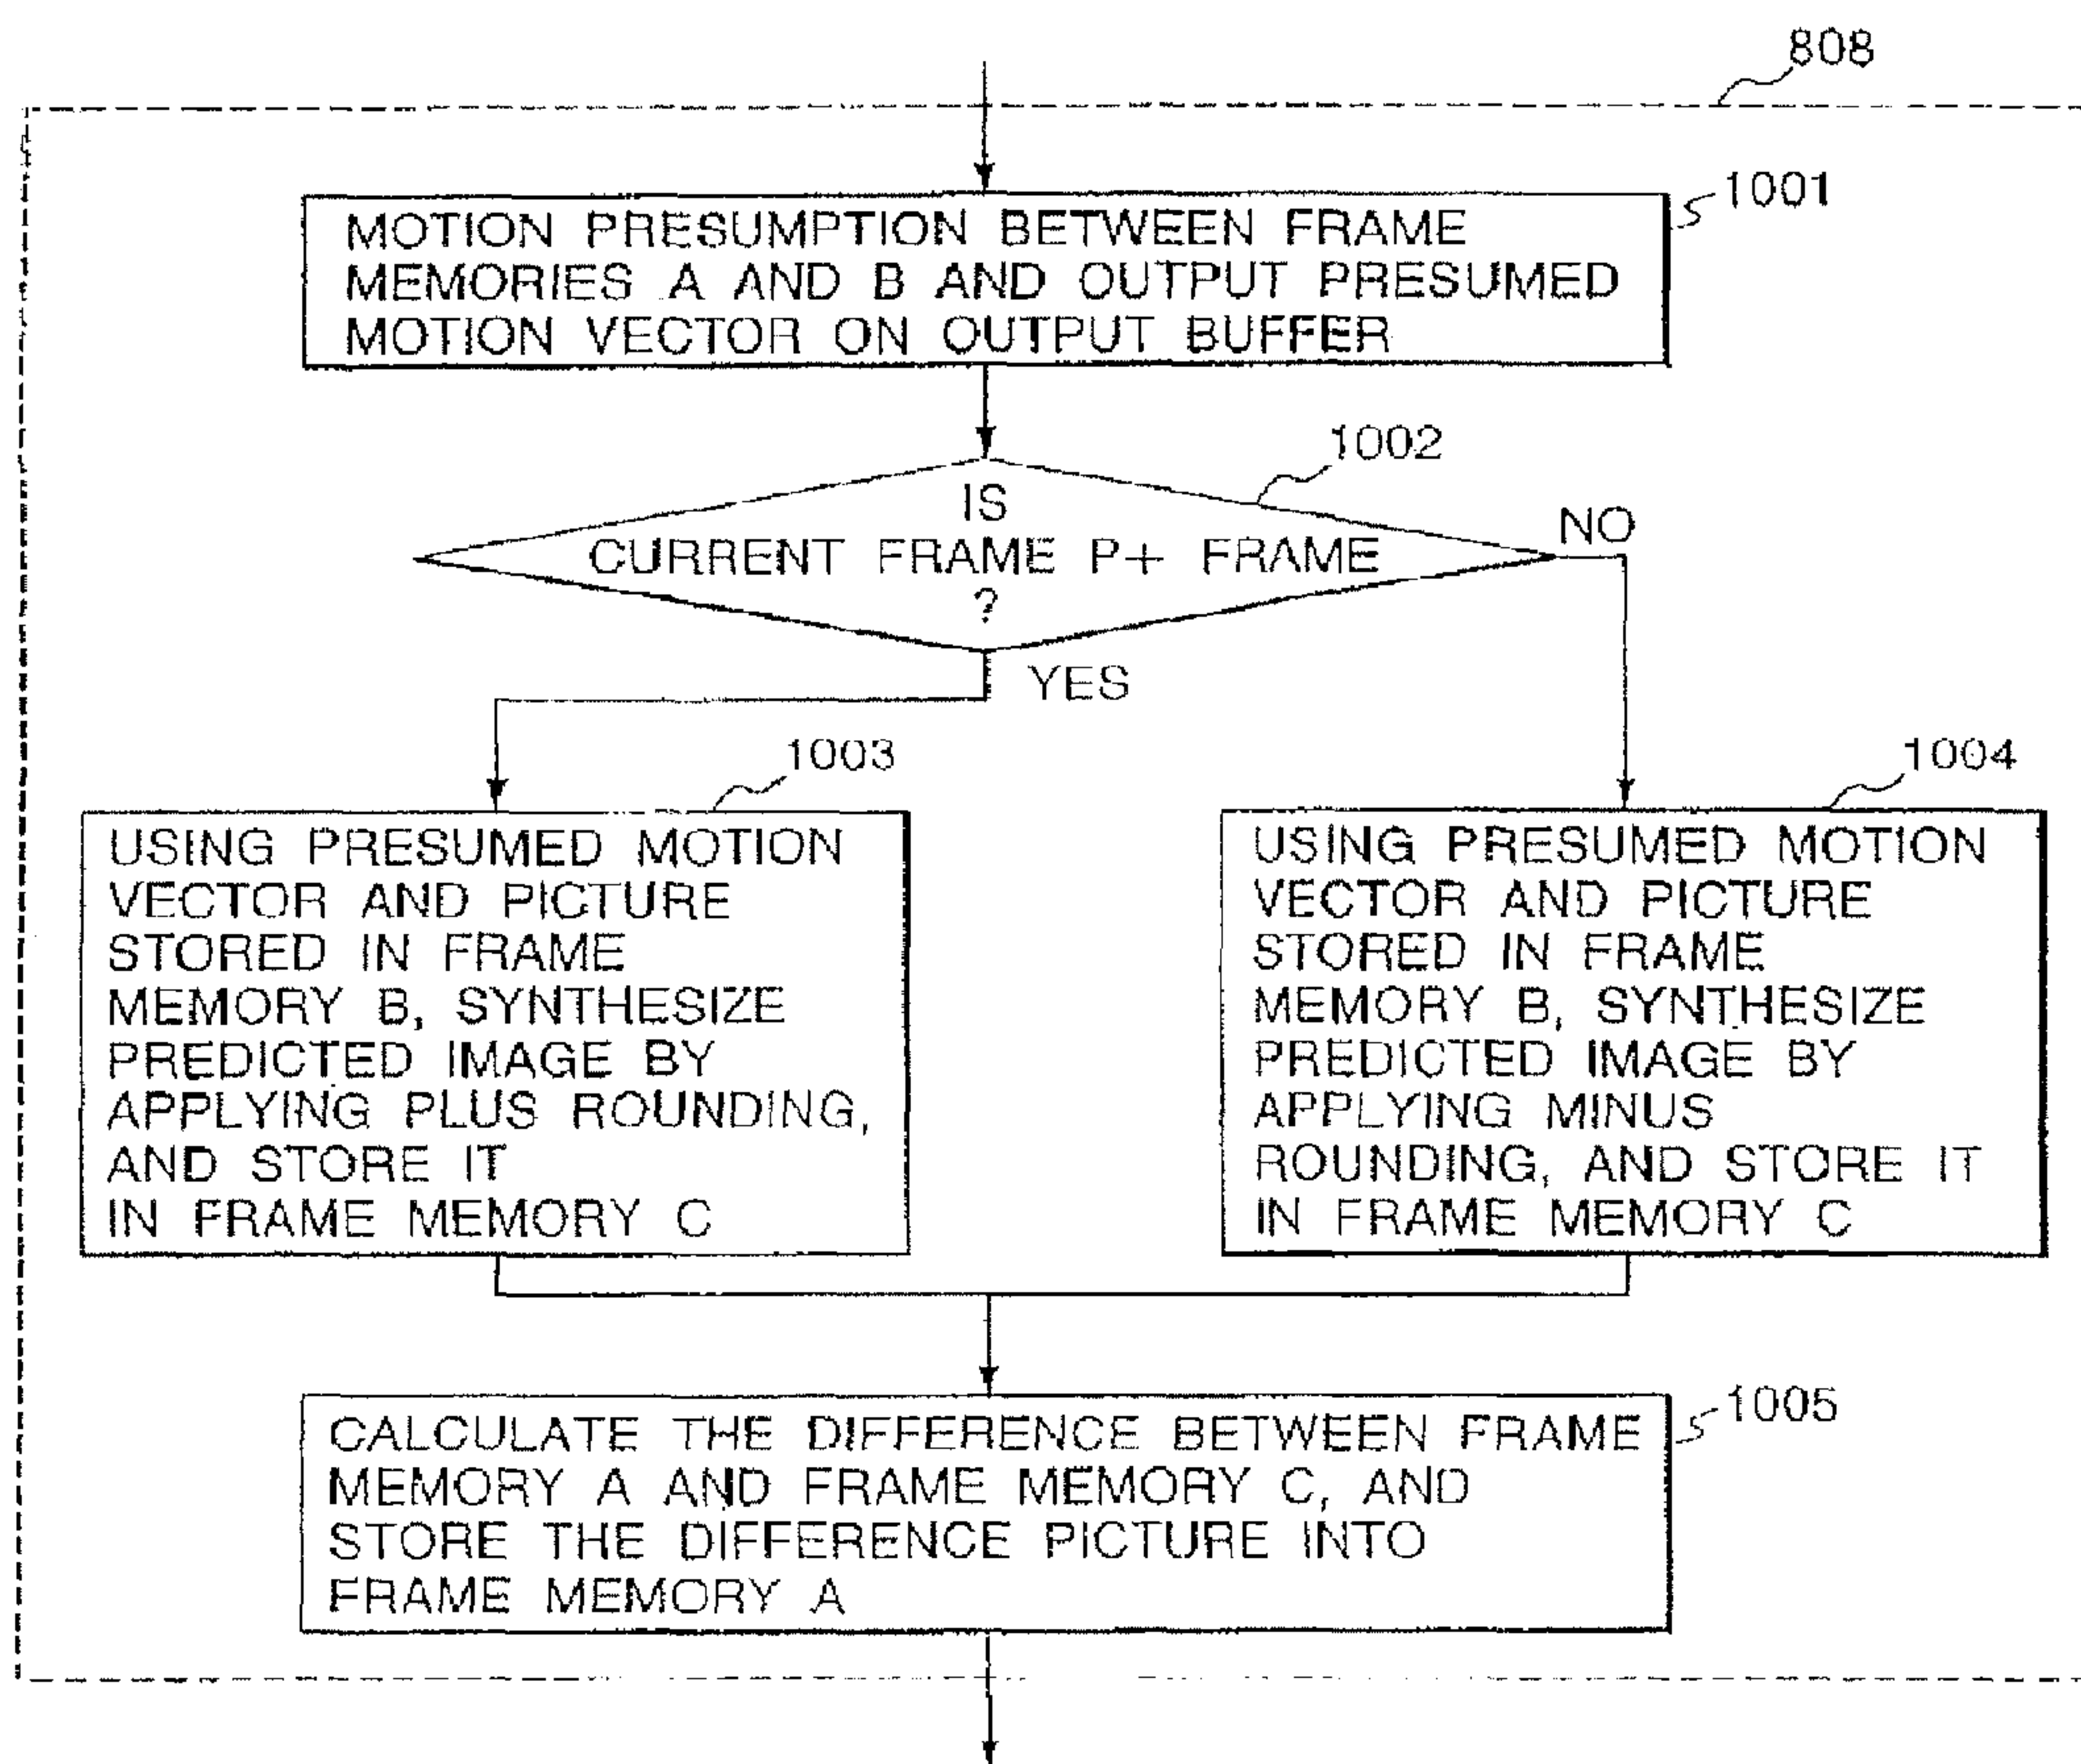 808
1001
MOTION PRESUMPTION BETWEEN FRAME
MEMORIES A AND B AND OUTPUT PRESUMED
MOTION VECTOR ON OUTPUT BUFFER
1002
IS
CURRENT FRAME P+ FRAME
?
NO
YES
1003
USING PRESUMED MOTION
VECTOR AND PICTURE
STORED IN FRAME
MEMORY B, SYNTHESIZE
PREDICTED IMAGE BY
APPLYING PLUS ROUNDING,
AND STORE IT
IN FRAME MEMORY C
1004
USING PRESUMED MOTION
VECTOR AND PICTURE
STORED IN FRAME
MEMORY B, SYNTHESIZE
PREDICTED IMAGE BY
APPLYING MINUS
ROUNDING, AND STORE IT
IN FRAME MEMORY C
1005
CALCULATE THE DIFFERENCE BETWEEN FRAME
MEMORY A AND FRAME MEMORY C, AND
STORE THE DIFFERENCE PICTURE INTO
FRAME MEMORY A